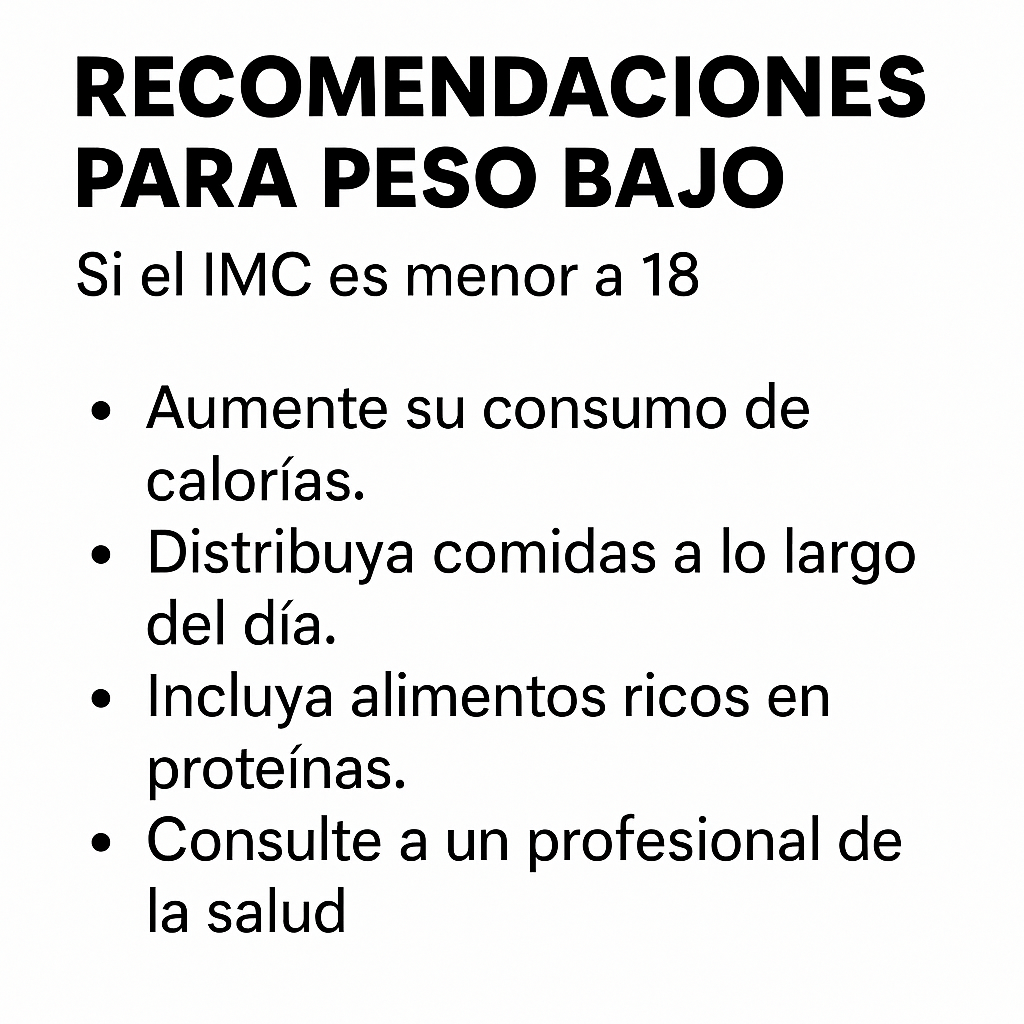 RECOMENDACIONES
PARA PESO BAJO
Si el IMC es menor a 18
• Aumente su consumo de
calorías.
• Distribuya comidas a lo largo
del día.
• Incluya alimentos ricos en
proteínas.
• Consulte a un profesional de
la salud